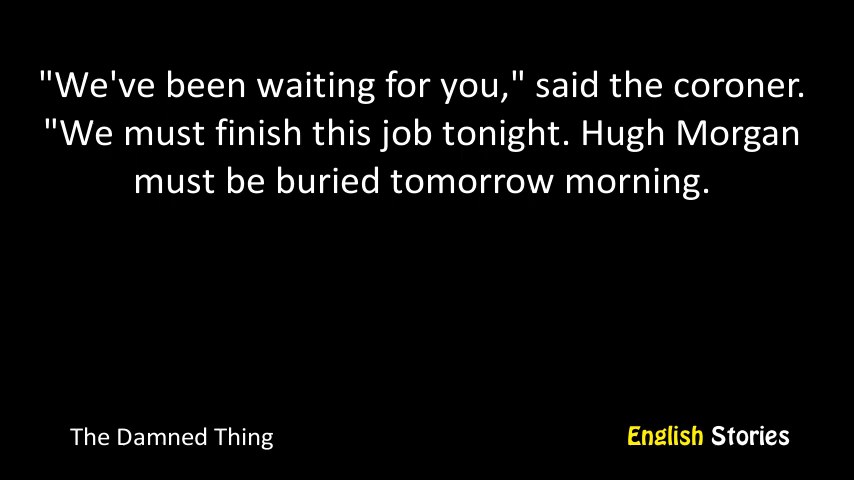 "We've been waiting for you," said the coroner.
"We must finish this job tonight. Hugh Morgan
must be buried tomorrow morning.
The Damned Thing
English Stories